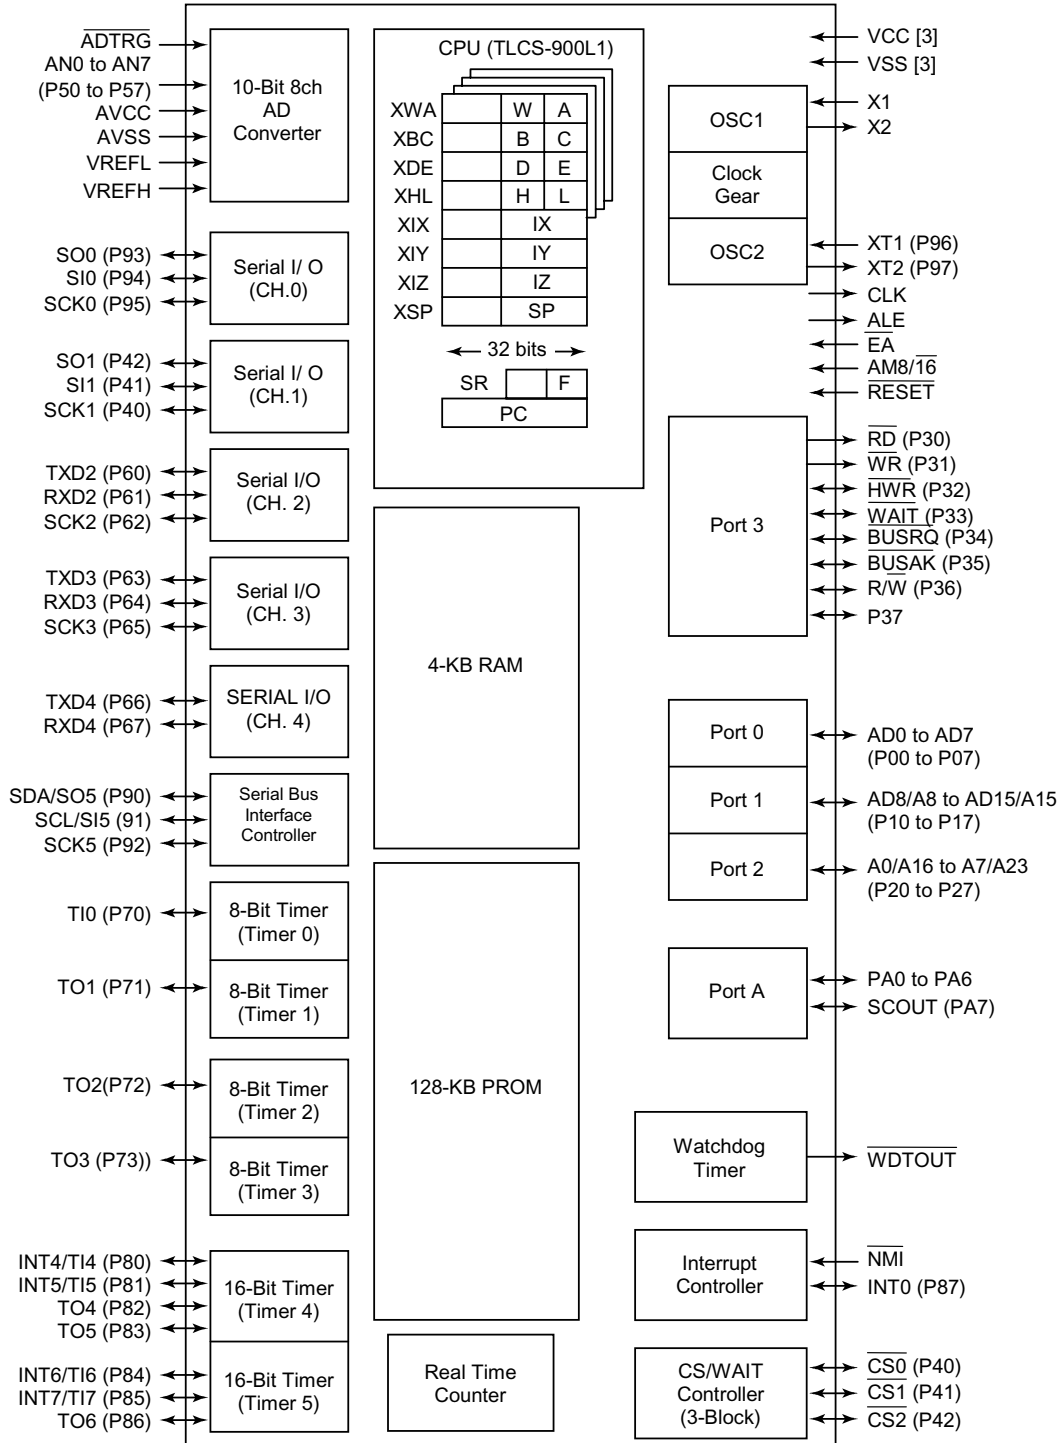 ADTRG
AN0 to AN7
(P50 to P57)
AVCC
AVSS
VREFL
VREFH
10-Bit 8ch
AD
Converter
SO0 (P93)
SI0 (P94)
SCK0 (P95)
Serial I/ O
(CH.0)
SO1 (P42)
SI1 (P41)
SCK1 (P40)
Serial I/ O
(CH.1)
TXD2 (P60)
RXD2 (P61)
SCK2 (P62)
Serial I/O
(CH. 2)
TXD3 (P63)
RXD3 (P64)
SCK3 (P65)
Serial I/O
(CH. 3)
TXD4 (P66)
RXD4 (P67)
SERIAL I/O
(CH. 4)
SDA/SO5 (P90)
SCL/SI5 (91)
SCK5 (P92)
Serial Bus
Interface
Controller
TI0 (P70)
8-Bit Timer
(Timer 0)
TO1 (P71)
8-Bit Timer
(Timer 1)
TO2(P72)
8-Bit Timer
(Timer 2)
TO3 (P73))
8-Bit Timer
(Timer 3)
INT4/TI4 (P80)
INT5/TI5 (P81)
TO4 (P82)
TO5 (P83)
16-Bit Timer
(Timer 4)
INT6/TI6 (P84)
INT7/TI7 (P85)
TO6 (P86)
16-Bit Timer
(Timer 5)
CPU (TLCS-900L1)
XWA W A
XBC B C
XDE D E
XHL H L
XIX IX
XIY IY
XIZ IZ
XSP SP
32 bits
SR F
PC
4-KB RAM
128-KB PROM
Real Time
Counter
VCC [3]
VSS [3]
OSC1
X1
X2
Clock
Gear
OSC2
XT1 (P96)
XT2 (P97)
CLK
ALE
EA
AM8/16
RESET
Port 3
RD (P30)
WR (P31)
HWR (P32)
WAIT (P33)
BUSRQ (P34)
BUSAK (P35)
R/W (P36)
P37
Port 0
AD0 to AD7
(P00 to P07)
Port 1
AD8/A8 to AD15/A15
(P10 to P17)
Port 2
A0/A16 to A7/A23
(P20 to P27)
Port A
PA0 to PA6
SCOUT (PA7)
Watchdog
Timer
WDTOUT
Interrupt
Controller
NMI
INT0 (P87)
CS/WAIT
Controller
(3-Block)
CS0 (P40)
CS1 (P41)
CS2 (P42)